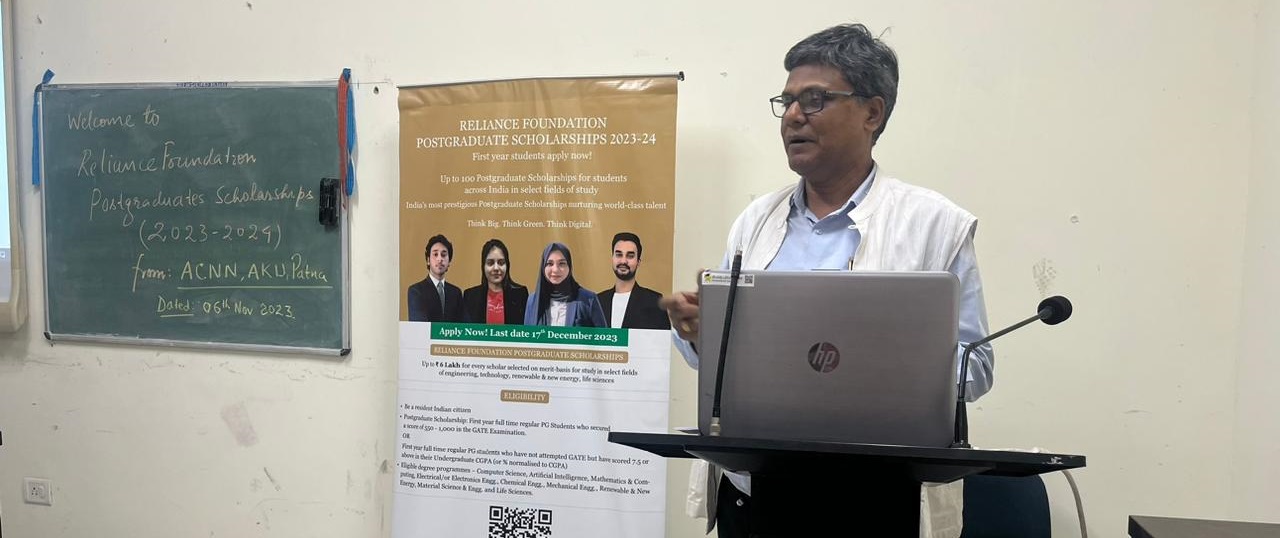 Welcome to
Reliance Foundation
Postgraduates Scholarships
(2023-2024)
from: ACNN, AKU, Patna
Dated: 06th Nov 2023.
RELIANCE FOUNDATION
POSTGRADUATE SCHOLARSHIPS 2023-24
First year students apply now!
Up to 100 Postgraduate Scholarships for students
across India in select fields of study
India's most prestigious Postgraduate Scholarships nurturing world-class talent
Think Big. Think Green. Think Digital.
Apply Now! Last date 17th December 2023
RELIANCE FOUNDATION POSTGRADUATE SCHOLARSHIPS
Up to ₹ 6 Lakh for every scholar selected on merit-basis for study in select fields
of engineering, technology, renewable & new energy, life sciences
ELIGIBILITY
• Be a resident Indian citizen
• Postgraduate Scholarship: First year full time regular PG Students who secured
a score of 550 - 1,000 in the GATE Examination.
OR
First year full time regular PG students who have not attempted GATE but have scored 7.5 or
above in their Undergraduate CGPA (or % normalised to CGPA)
• Eligible degree programmes – Computer Science, Artificial Intelligence, Mathematics & Com-
puting, Electrical/or Electronics Engg., Chemical Engg., Mechanical Engg., Renewable & New
Energy, Material Science & Engg. and Life Sciences.
hp